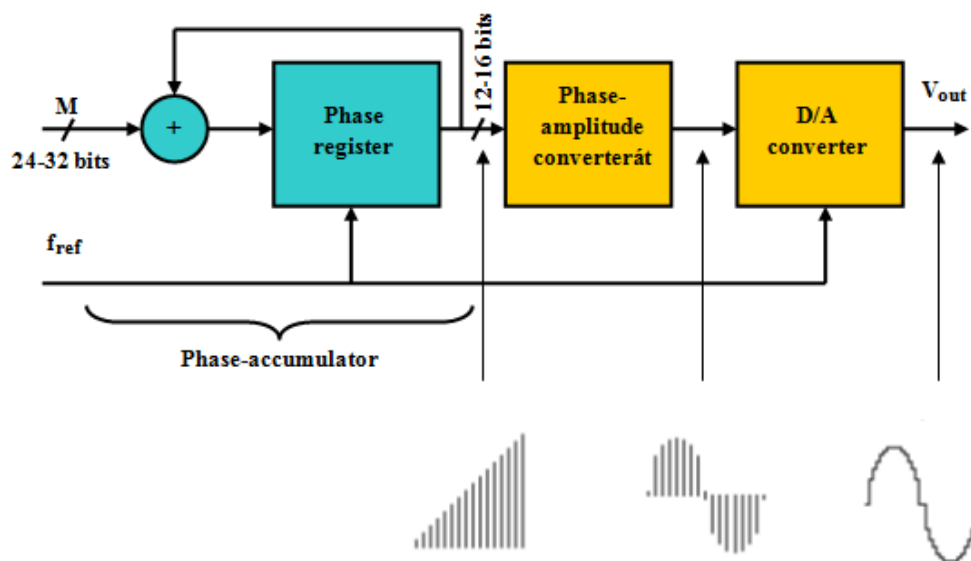 M
24-32 bits
+
Phase
register
12-16 bits
Phase-
amplitude
converterát
D/A
converter
Vout
fref
Phase-accumulator